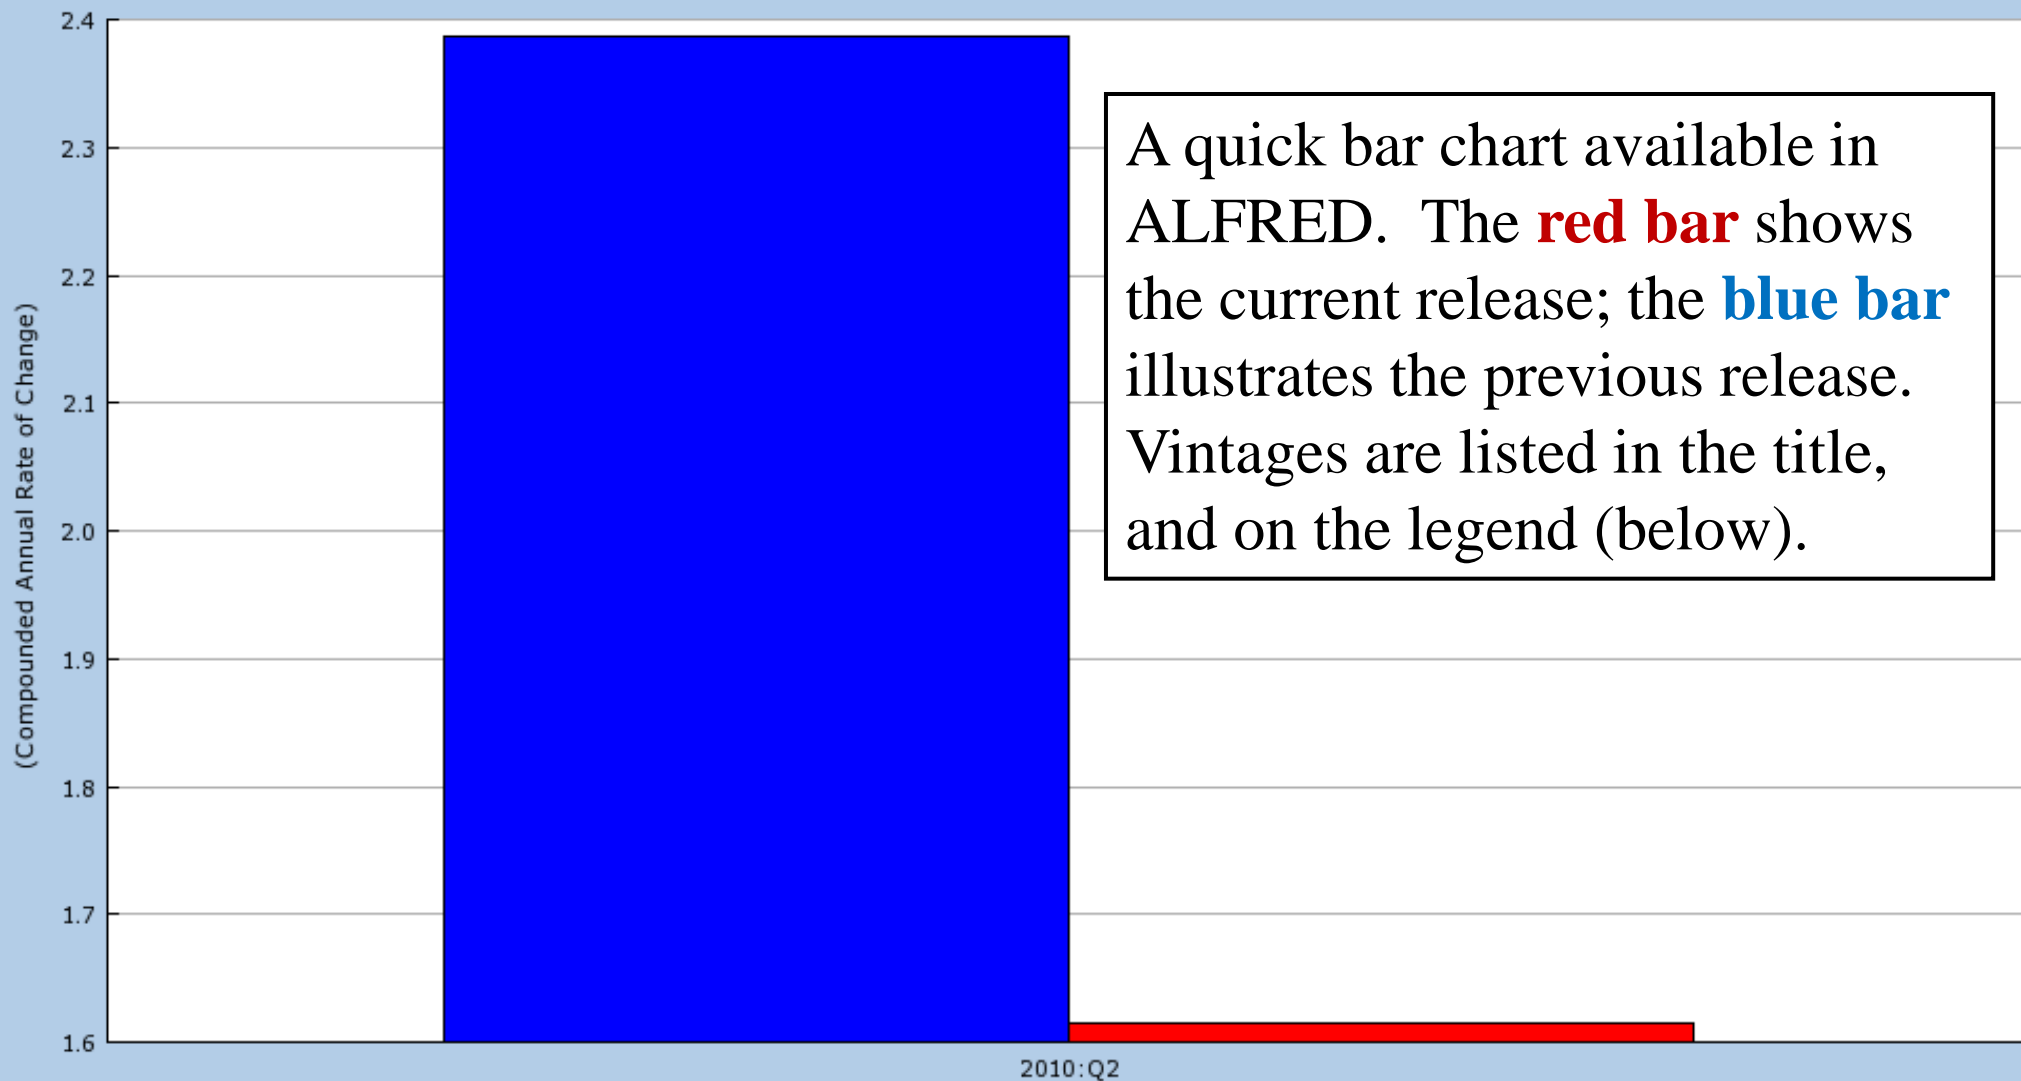 2.4
2.3
2.2
2.1
2.0
1.9
1.8
1.7
1.6
(Compounded Annual Rate of Change)
A quick bar chart available in
ALFRED.  The red bar shows
the current release; the blue bar
illustrates the previous release.
Vintages are listed in the title,
and on the legend (below).
2010:Q2